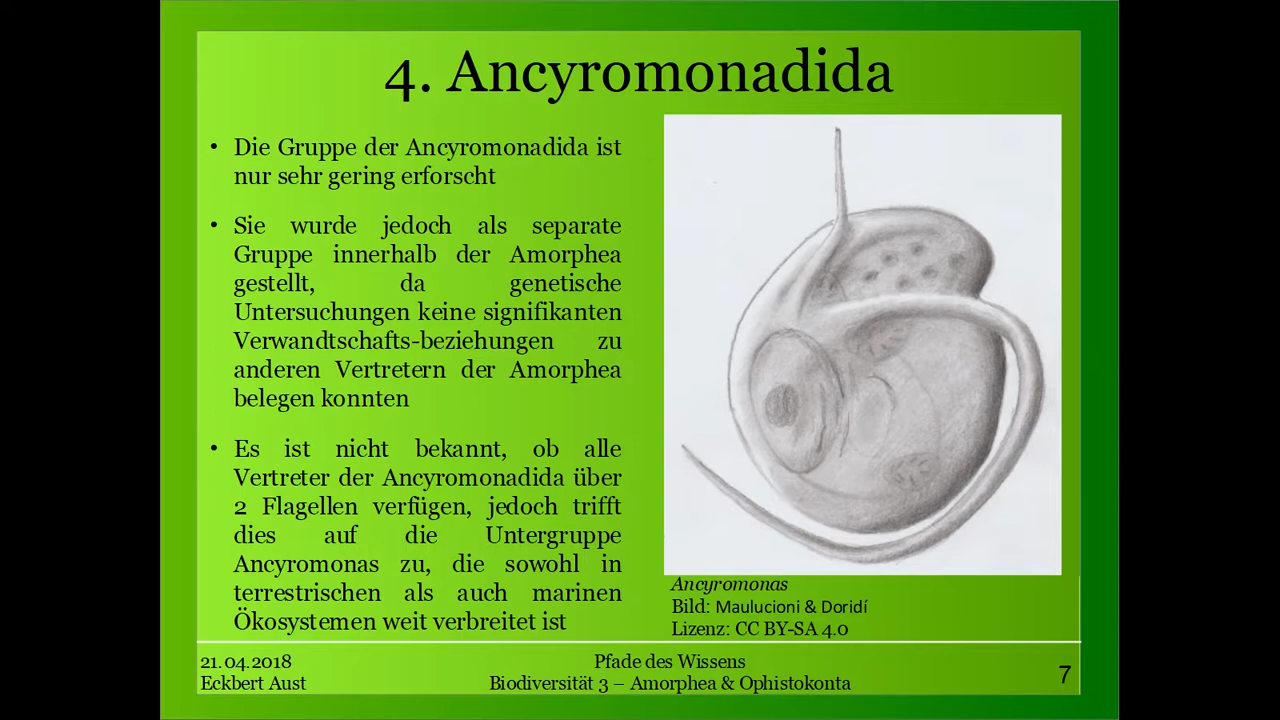 4. Ancyromonadida
• Die Gruppe der Ancyromonadida ist
nur sehr gering erforscht
• Sie wurde jedoch als separate
Gruppe innerhalb der Amorphea
gestellt, da genetische
Untersuchungen keine signifikanten
Verwandtschafts-beziehungen zu
anderen Vertretern der Amorphea
belegen konnten
• Es ist nicht bekannt, ob alle
Vertreter der Ancyromonadida über
2 Flagellen verfügen, jedoch trifft
dies auf die Untergruppe
Ancyromonas zu, die sowohl in
terrestrischen als auch marinen
Ökosystemen weit verbreitet ist
Ancyromonas
Bild: Maulucioni & Doridí
Lizenz: CC BY-SA 4.0
21.04.2018
Eckbert Aust
Pfade des Wissens
Biodiversität 3 – Amorphea & Ophistokonta
7